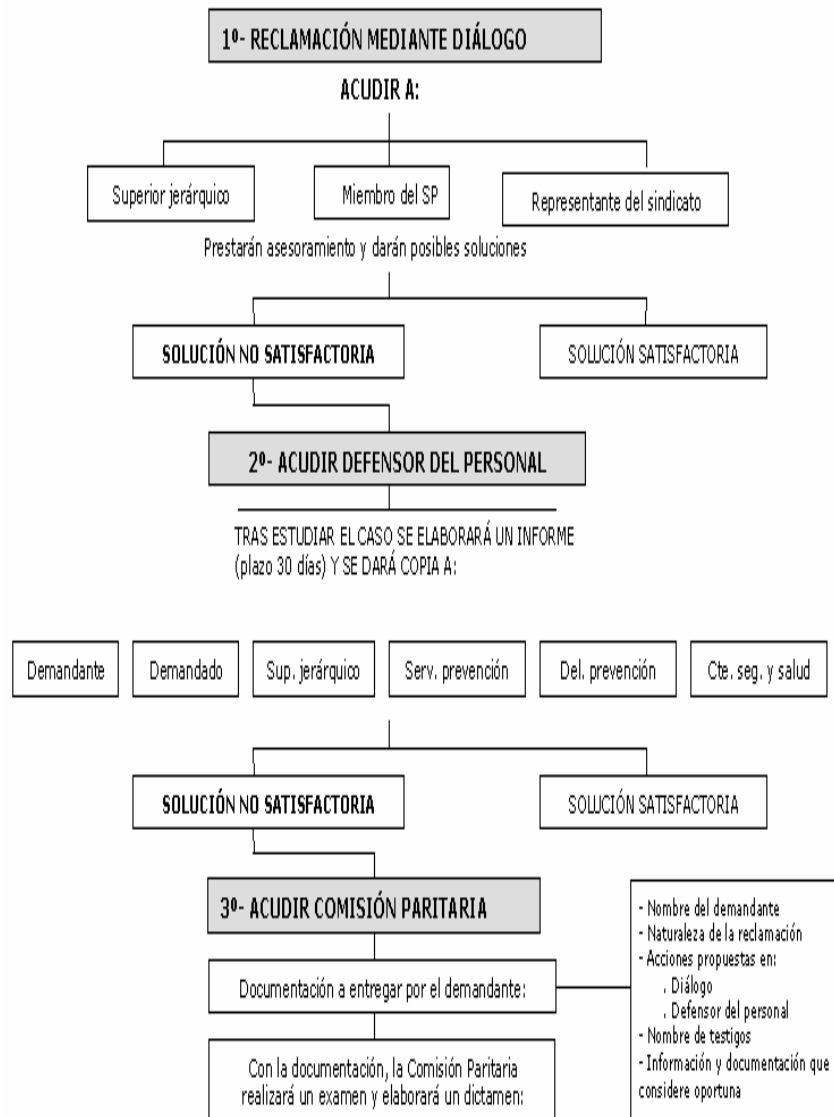 1º- RECLAMACIÓN MEDIANTE DIÁLOGO
ACUDIR A:
Superior jerárquico
Miembro del SP
Representante del sindicato
Prestarán asesoramiento y darán posibles soluciones
SOLUCIÓN NO SATISFACTORIA
SOLUCIÓN SATISFACTORIA
2º- ACUDIR DEFENSOR DEL PERSONAL
TRAS ESTUDIAR EL CASO SE ELABORARÁ UN INFORME
(plazo 30 días) Y SE DARÁ COPIA A:
Demandante
Demandado
Sup. jerárquico
Serv. prevención
Del. prevención
Cte. seg. y salud
SOLUCIÓN NO SATISFACTORIA
SOLUCIÓN SATISFACTORIA
3º- ACUDIR COMISIÓN PARITARIA
Documentación a entregar por el demandante:
- Nombre del demandante
- Naturaleza de la reclamación
- Acciones propuestas en:
. Diálogo
. Defensor del personal
- Nombre de testigos
- Información y documentación que
considere oportuna
Con la documentación, la Comisión Paritaria
realizará un examen y elaborará un dictamen: